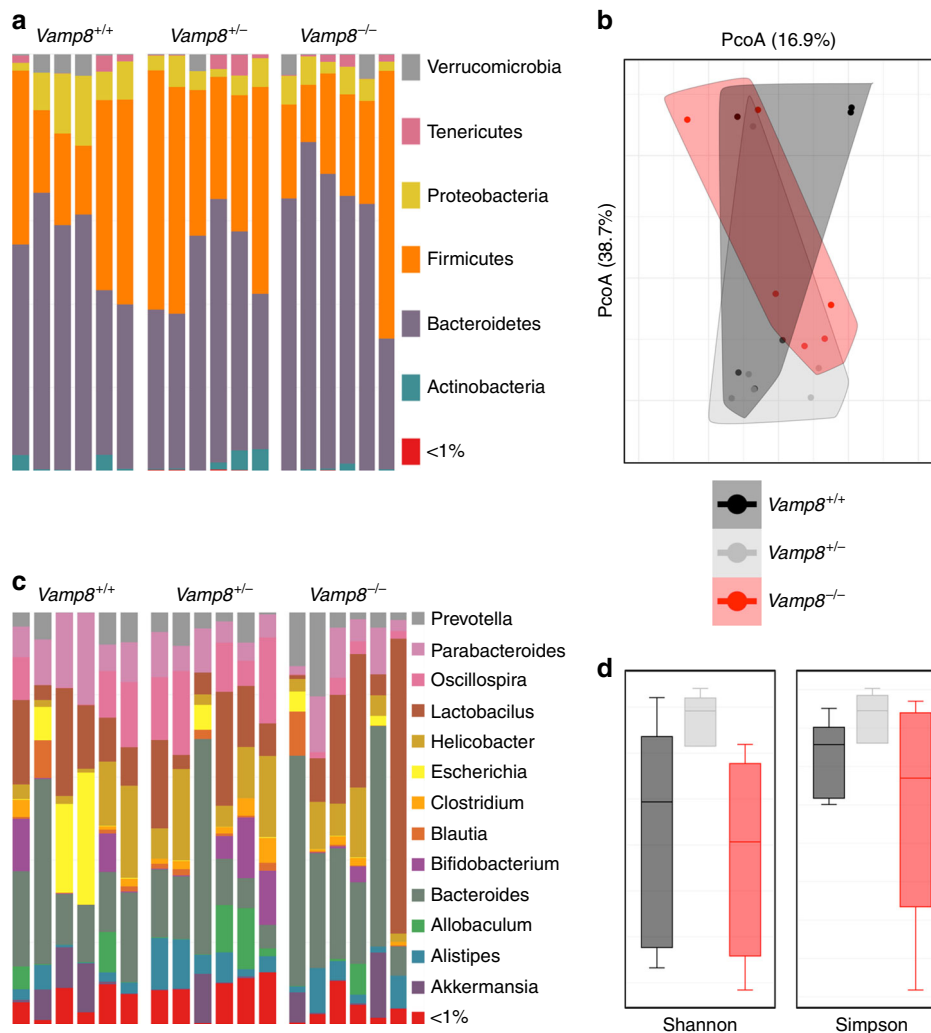 a
Vamp8+/+ Vamp8+/– Vamp8–/–
Verrucomicrobia
Tenericutes
Proteobacteria
Firmicutes
Bacteroidetes
Actinobacteria
<1%
b
PcoA (16.9%)
PcoA (38.7%)
Vamp8+/+
Vamp8+/–
Vamp8–/–
c
Vamp8+/+ Vamp8+/– Vamp8–/–
Prevotella
Parabacteroides
Oscillospira
Lactobacilus
Helicobacter
Escherichia
Clostridium
Blautia
Bifidobacterium
Bacteroides
Allobaculum
Alistipes
Akkermansia
<1%
d
Shannon
Simpson